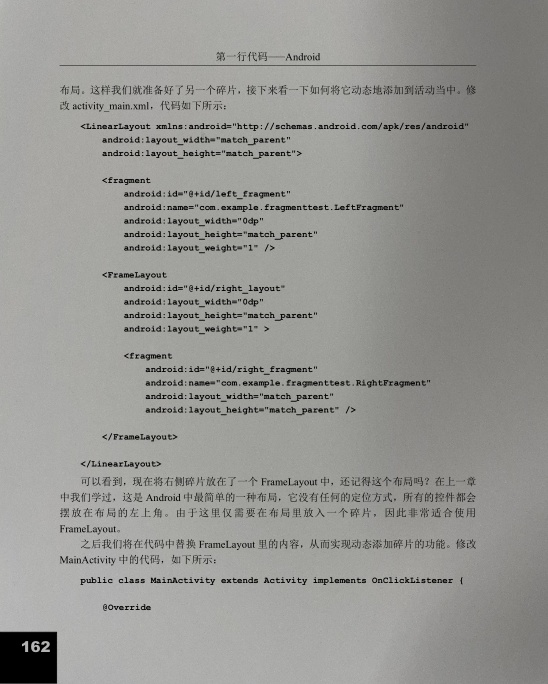 第一行代码——Android
布局。这样我们就准备好了另一个碎片，接下来看一下如何将它动态地添加到活动当中。修
改 activity_main.xml，代码如下所示：
<LinearLayout xmlns:android="http://schemas.android.com/apk/res/android"
android:layout_width="match_parent"
android:layout_height="match_parent">
<fragment
android:id="@+id/left_fragment"
android:name="com.example.fragmenttest.LeftFragment"
android:layout_width="0dp"
android:layout_height="match_parent"
android:layout_weight="1" />
<FrameLayout
android:id="@+id/right_layout"
android:layout_width="0dp"
android:layout_height="match_parent"
android:layout_weight="1" >
<fragment
android:id="@+id/right_fragment"
android:name="com.example.fragmenttest.RightFragment"
android:layout_width="match_parent"
android:layout_height="match_parent" />
</FrameLayout>
</LinearLayout>
可以看到，现在将右侧碎片放在了一个 FrameLayout 中，还记得这个布局吗？在上一章
中我们学过，这是 Android 中最简单的一种布局，它没有任何的定位方式，所有的控件都会
摆放在布局的左上角。由于这里仅需要在布局里放入一个碎片，因此非常适合使用
FrameLayout。
之后我们将在代码中替换 FrameLayout 里的内容，从而实现动态添加碎片的功能。修改
MainActivity 中的代码，如下所示：
public class MainActivity extends Activity implements OnClickListener {
@Override
162